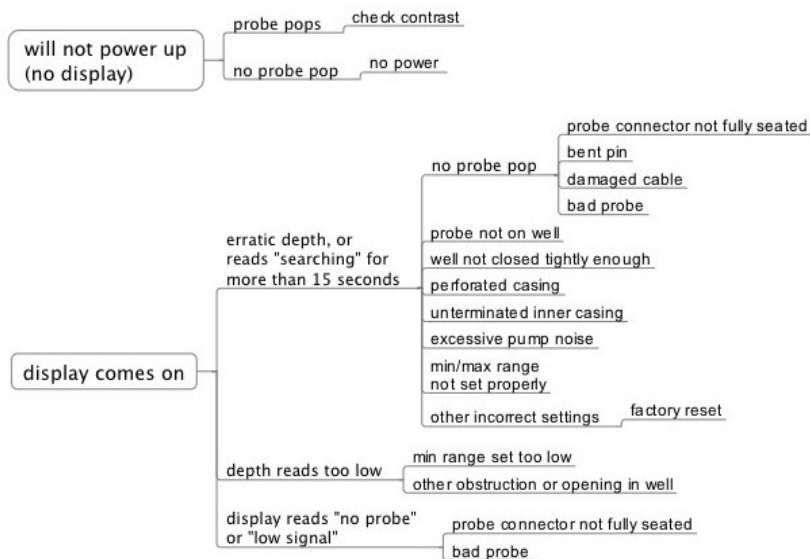 will not power up
(no display)
probe pops
check contrast
no probe pop
no power
display comes on
erratic depth, or
reads "searching" for
more than 15 seconds
no probe pop
probe connector not fully seated
bent pin
damaged cable
bad probe
probe not on well
well not closed tightly enough
perforated casing
unterminated inner casing
excessive pump noise
min/max range
not set properly
other incorrect settings
factory reset
depth reads too low
min range set too low
other obstruction or opening in well
display reads "no probe"
or "low signal"
probe connector not fully seated
bad probe